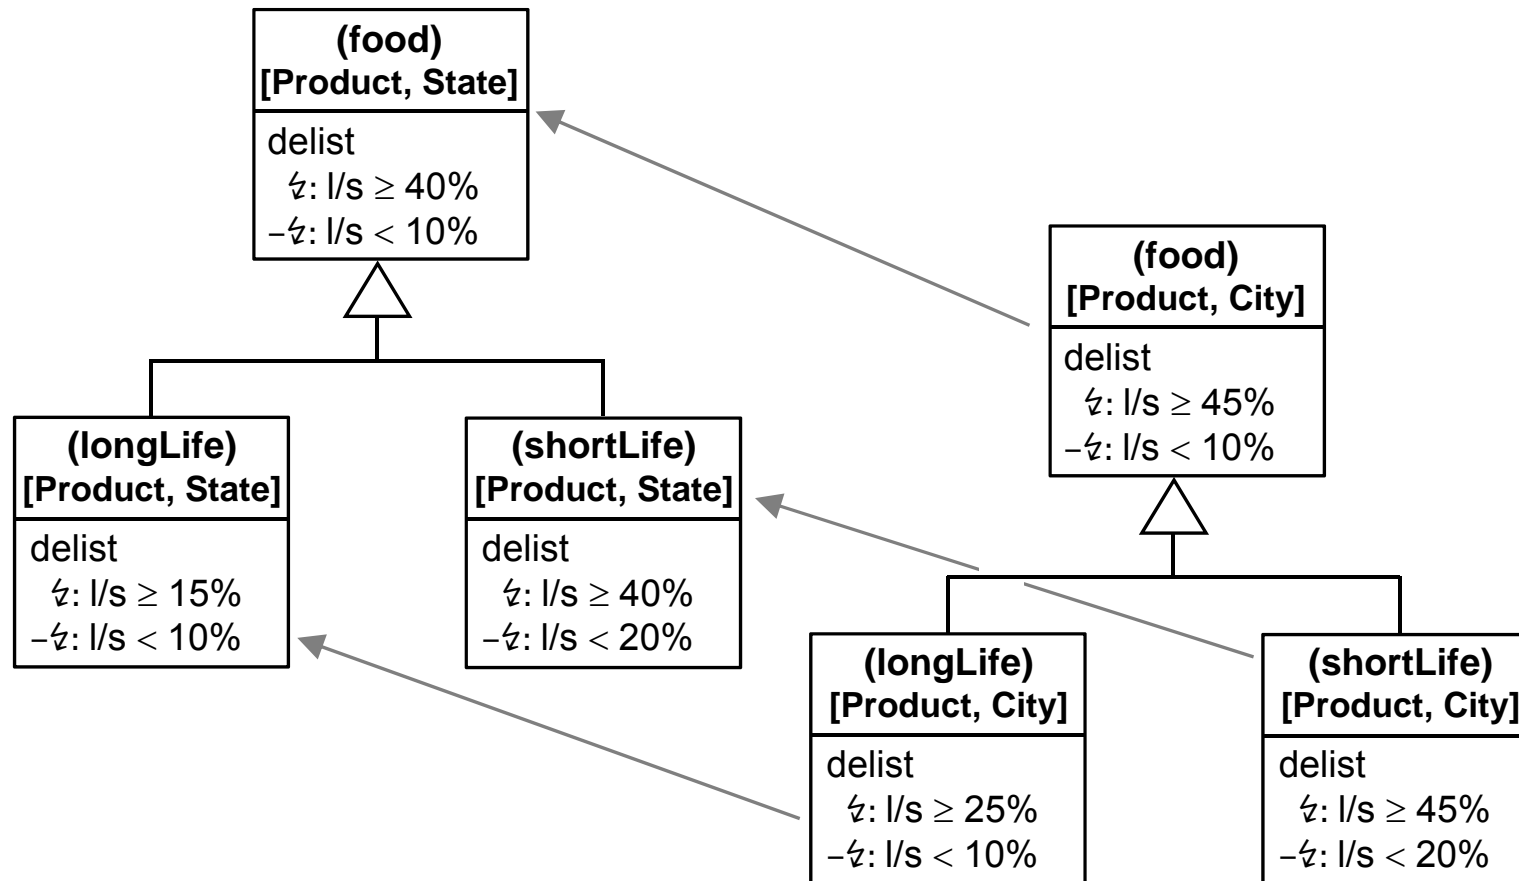 (food)
[Product, State]
delist
↯: l/s ≥ 40%
–↯: l/s < 10%
(food)
[Product, City]
delist
↯: l/s ≥ 45%
–↯: l/s < 10%
(longLife)
[Product, State]
delist
↯: l/s ≥ 15%
–↯: l/s < 10%
(shortLife)
[Product, State]
delist
↯: l/s ≥ 40%
–↯: l/s < 20%
(longLife)
[Product, City]
delist
↯: l/s ≥ 25%
–↯: l/s < 10%
(shortLife)
[Product, City]
delist
↯: l/s ≥ 45%
–↯: l/s < 20%